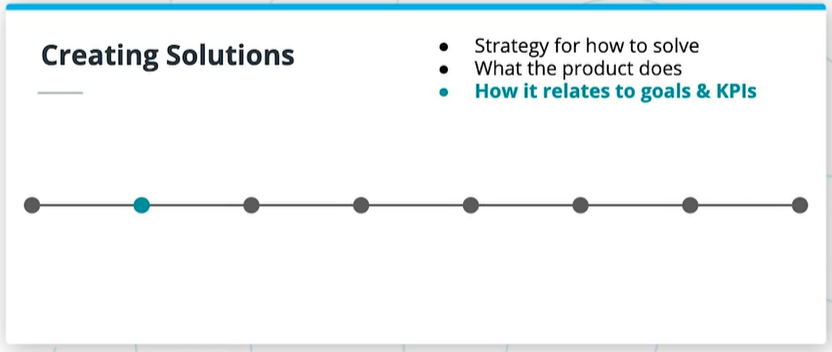 Creating Solutions
● Strategy for how to solve
● What the product does
● How it relates to goals & KPIs